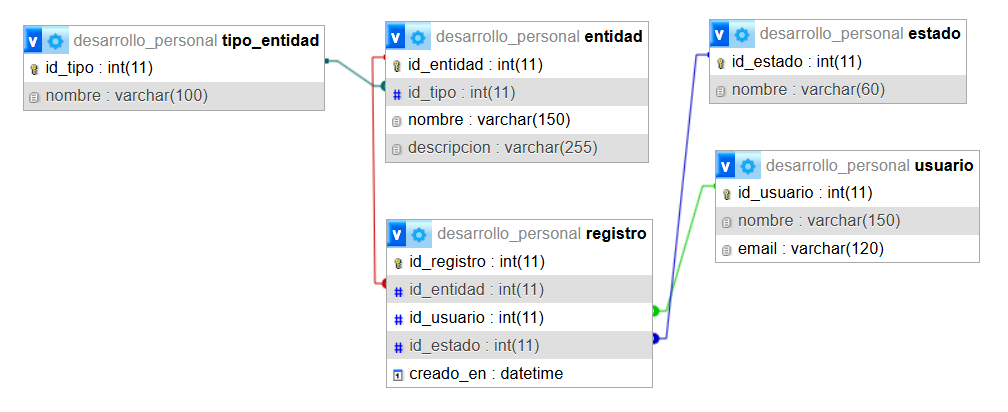 v desarrollo_personal tipo_entidad
id_tipo : int(11)
nombre : varchar(100)
v desarrollo_personal entidad
id_entidad : int(11)
# id_tipo : int(11)
nombre : varchar(150)
descripcion : varchar(255)
v desarrollo_personal estado
id_estado : int(11)
nombre : varchar(60)
v desarrollo_personal usuario
id_usuario : int(11)
nombre : varchar(150)
email : varchar(120)
v desarrollo_personal registro
id_registro : int(11)
# id_entidad : int(11)
# id_usuario : int(11)
# id_estado : int(11)
creado_en : datetime